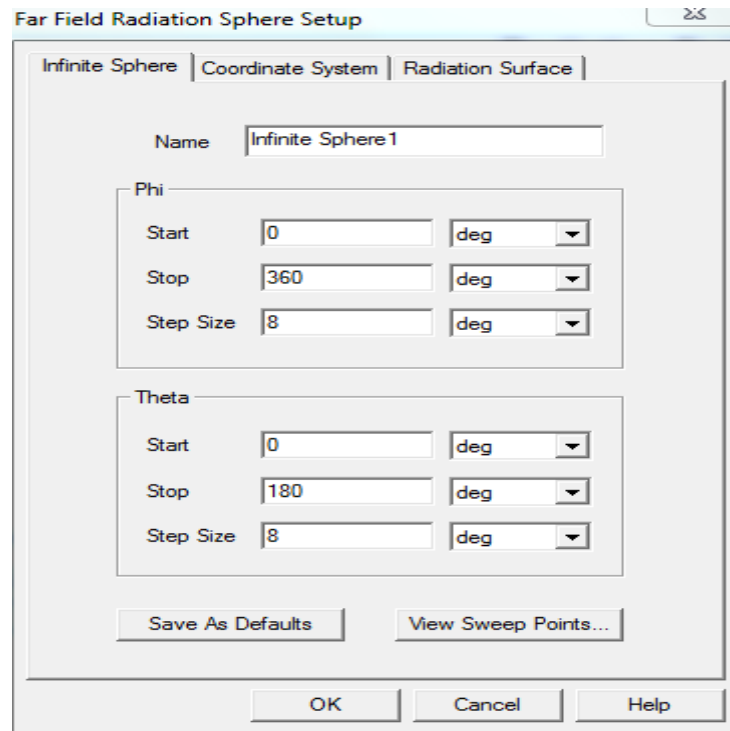 Far Field Radiation Sphere Setup
Infinite Sphere Coordinate System Radiation Surface
Name Infinite Sphere1
Phi
Start 0 deg
Stop 360 deg
Step Size 8 deg
Theta
Start 0 deg
Stop 180 deg
Step Size 8 deg
Save As Defaults View Sweep Points...
OK Cancel Help